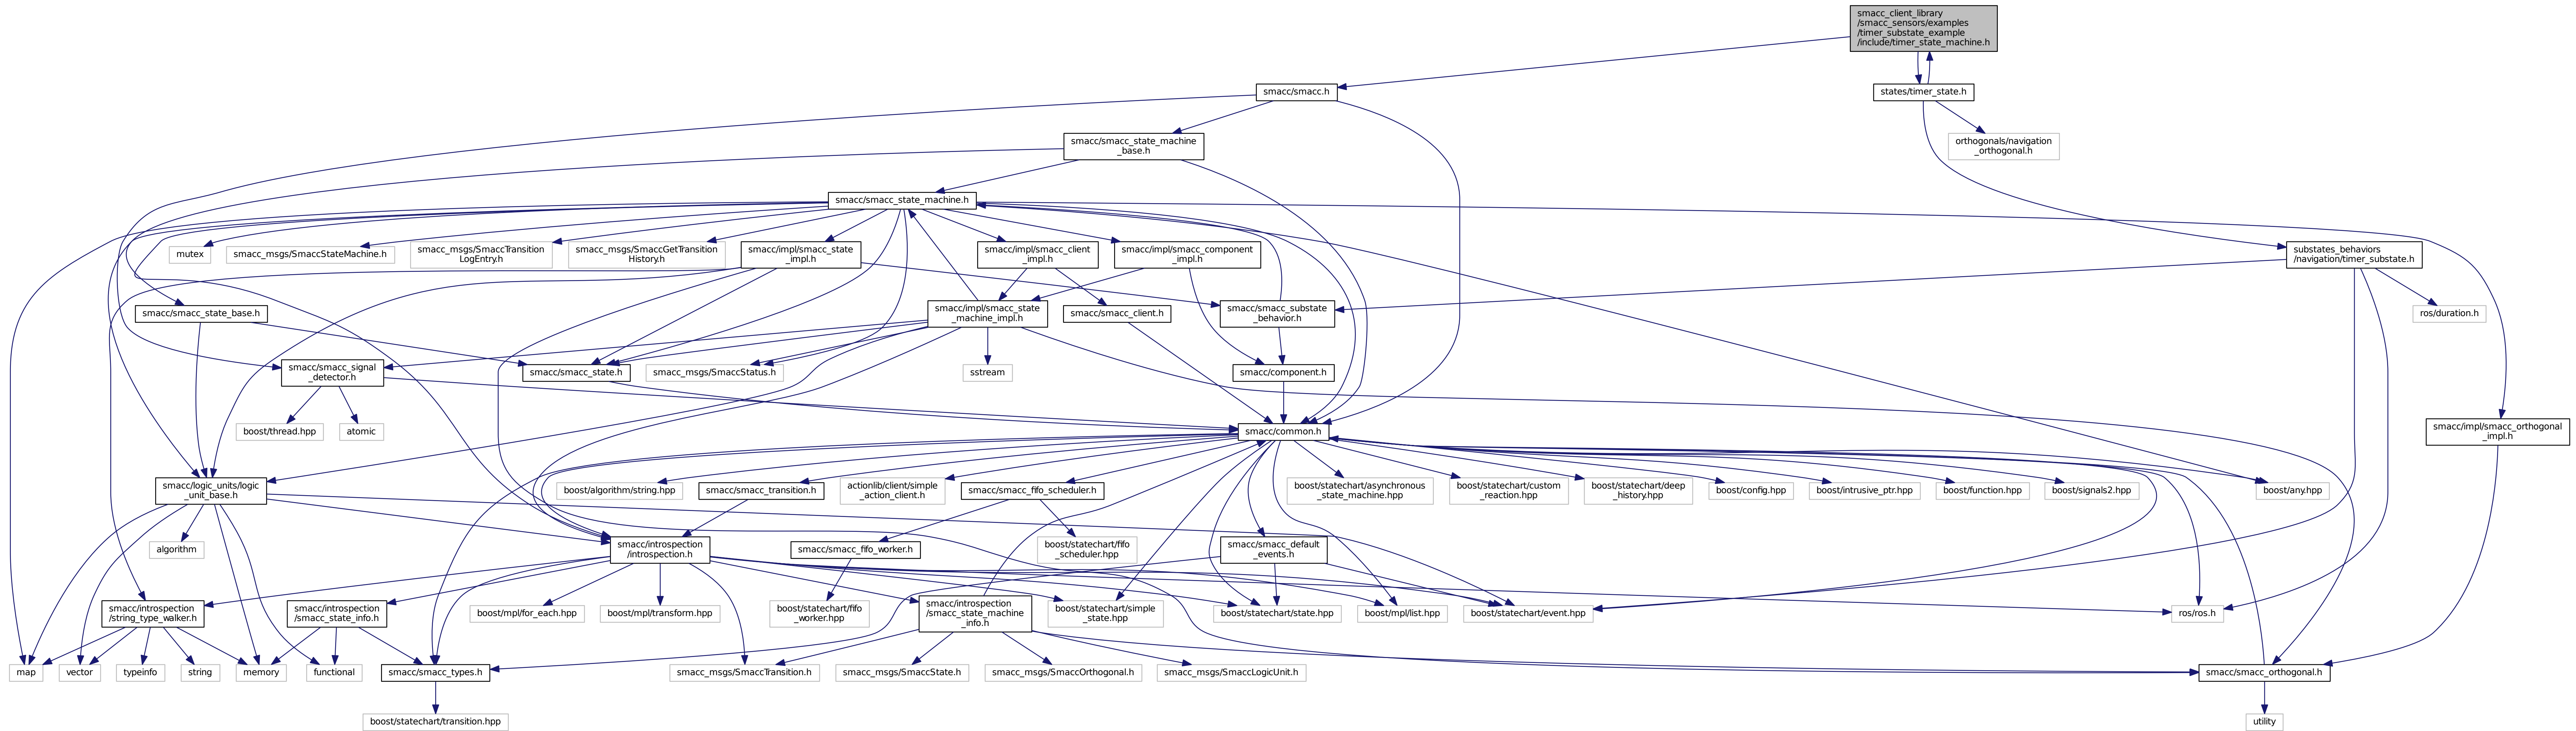 smacc_client_library
/smacc_sensors/examples
/timer_substate_example
/include/timer_state_machine.h
smacc/smacc.h
states/timer_state.h
smacc/smacc_state_machine
_base.h
orthogonals/navigation
_orthogonal.h
smacc/smacc_state_machine.h
mutex
smacc_msgs/SmaccStateMachine.h
smacc_msgs/SmaccTransition
LogEntry.h
smacc_msgs/SmaccGetTransition
History.h
smacc/impl/smacc_state
_impl.h
smacc/impl/smacc_client
_impl.h
smacc/impl/smacc_component
_impl.h
substates_behaviors
/navigation/timer_substate.h
smacc/smacc_state_base.h
smacc/impl/smacc_state
_machine_impl.h
smacc/smacc_client.h
smacc/smacc_substate
_behavior.h
ros/duration.h
smacc/smacc_signal
_detector.h
smacc/smacc_state.h
smacc_msgs/SmaccStatus.h
sstream
smacc/component.h
boost/thread.hpp
atomic
smacc/common.h
smacc/impl/smacc_orthogonal
_impl.h
smacc/logic_units/logic
_unit_base.h
boost/algorithm/string.hpp
smacc/smacc_transition.h
actionlib/client/simple
_action_client.h
smacc/smacc_fifo_scheduler.h
boost/statechart/asynchronous
_state_machine.hpp
boost/statechart/custom
_reaction.hpp
boost/statechart/deep
_history.hpp
boost/config.hpp
boost/intrusive_ptr.hpp
boost/function.hpp
boost/signals2.hpp
boost/any.hpp
algorithm
smacc/introspection
/introspection.h
smacc/smacc_fifo_worker.h
boost/statechart/fifo
_scheduler.hpp
smacc/smacc_default
_events.h
smacc/introspection
/string_type_walker.h
smacc/introspection
/smacc_state_info.h
boost/mpl/for_each.hpp
boost/mpl/transform.hpp
boost/statechart/fifo
_worker.hpp
smacc/introspection
/smacc_state_machine
_info.h
boost/statechart/simple
_state.hpp
boost/statechart/state.hpp
boost/mpl/list.hpp
boost/statechart/event.hpp
ros/ros.h
map
vector
typeinfo
string
memory
functional
smacc/smacc_types.h
smacc_msgs/SmaccTransition.h
smacc_msgs/SmaccState.h
smacc_msgs/SmaccOrthogonal.h
smacc_msgs/SmaccLogicUnit.h
smacc/smacc_orthogonal.h
boost/statechart/transition.hpp
utility